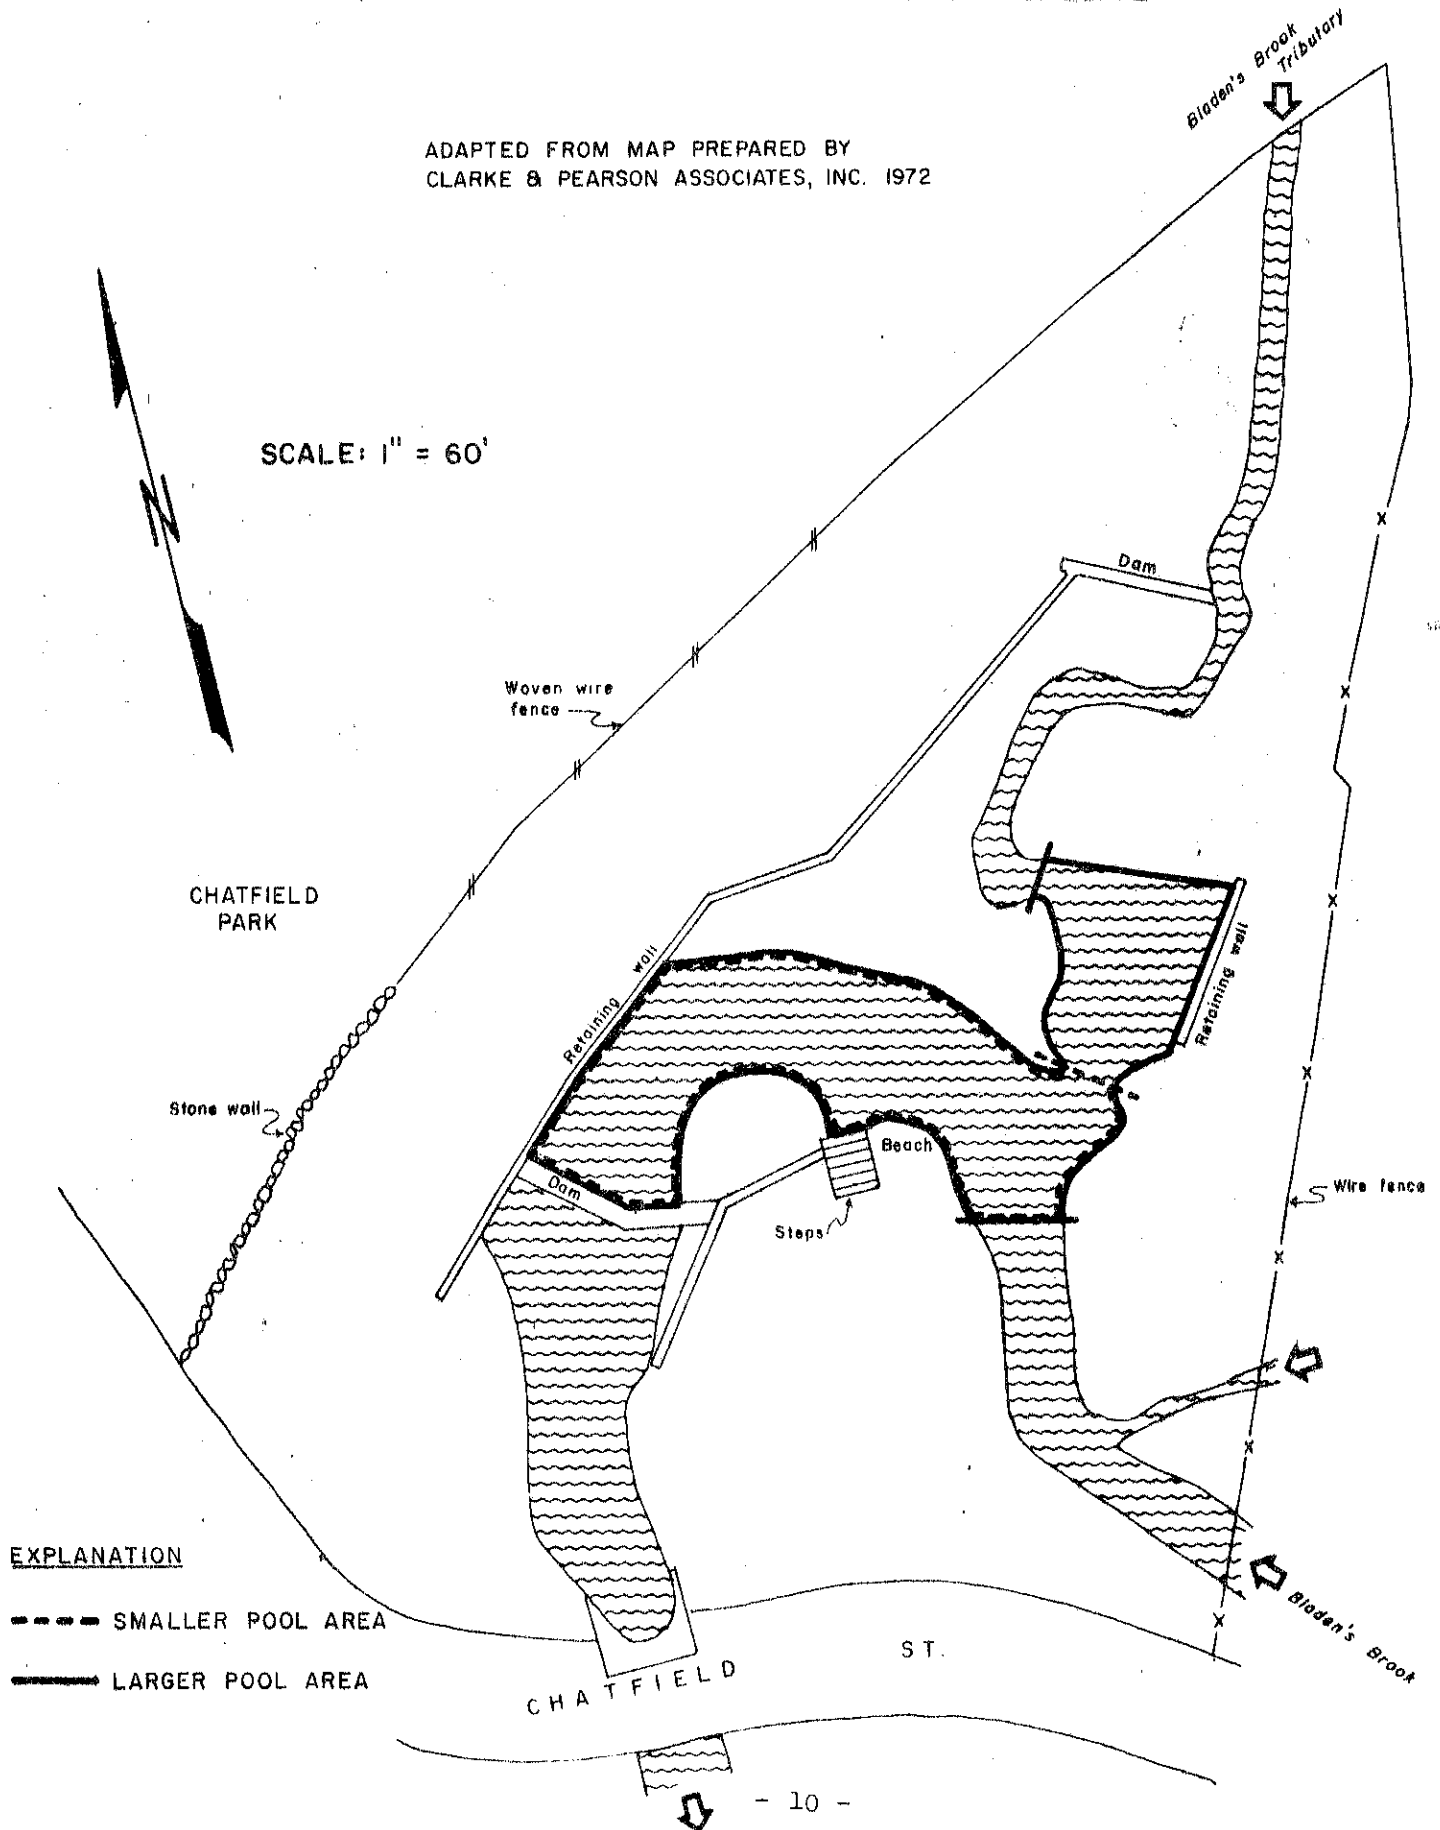 Bladen's Brook
Tributary
ADAPTED FROM MAP PREPARED BY
CLARKE & PEARSON ASSOCIATES, INC. 1972
SCALE: 1" = 60'
N
Dam
Woven wire
fence
CHATFIELD
PARK
Retaining wall
Retaining wall
Stone wall
Beach
Dam
Steps
Wire fence
EXPLANATION
SMALLER POOL AREA
LARGER POOL AREA
CHATFIELD ST.
Bladen's Brook
- 10 -